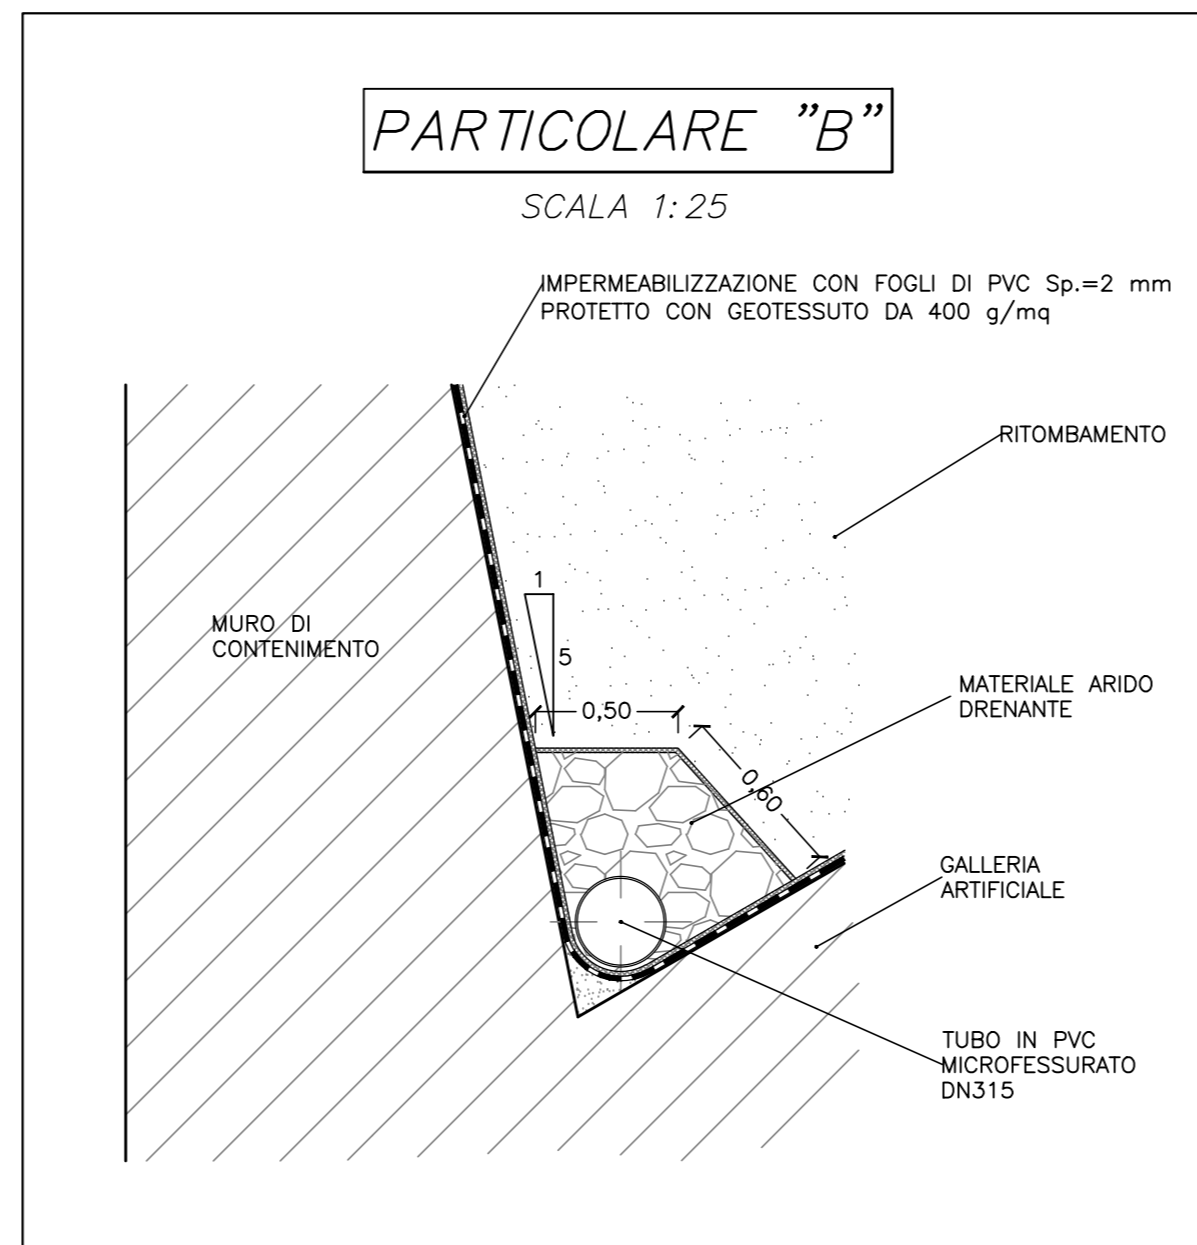 PARTICOLARE "B"
SCALA 1:25
IMPERMEABILIZZAZIONE CON FOGLI DI PVC Sp.=2 mm
PROTETTO CON GEOTESSUTO DA 400 g/mq
RITOMBAMENTO
1
MURO DI
CONTENIMENTO
5
MATERIALE ARIDO
DRENANTE
0,50
0,60
GALLERIA
ARTIFICIALE
TUBO IN PVC
MICROFESSURATO
DN315